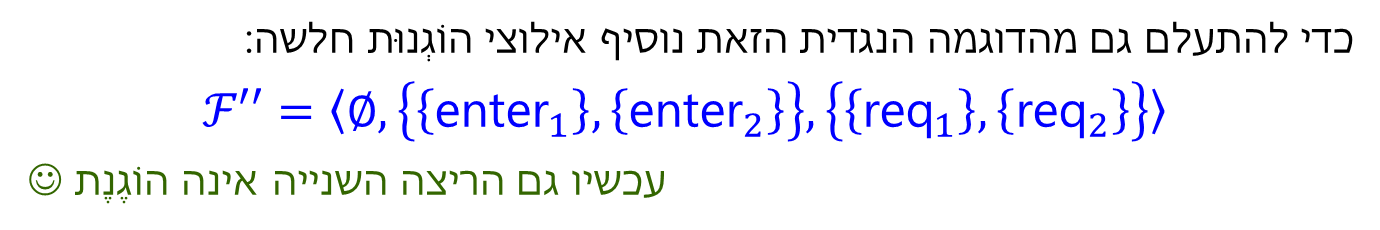 כדי להתעלם גם מהדוגמה הנגדית הזאת נוסיף אילוצי הוֹגְנוּת חלשה:
ℱ′′ = ⟨∅, {{enter₁}, {enter₂}}, {{req₁}, {req₂}}⟩
עכשיו גם הריצה השנייה אינה הוֹגֶנֶת ☺